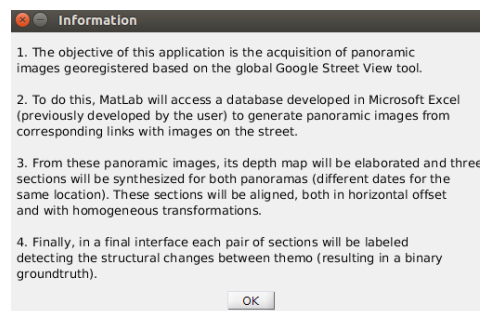 Information
1. The objective of this application is the acquisition of panoramic
images georegistered based on the global Google Street View tool.
2. To do this, MatLab will access a database developed in Microsoft Excel
(previously developed by the user) to generate panoramic images from
corresponding links with images on the street.
3. From these panoramic images, its depth map will be elaborated and three
sections will be synthesized for both panoramas (different dates for the
same location). These sections will be aligned, both in horizontal offset
and with homogeneous transformations.
4. Finally, in a final interface each pair of sections will be labeled
detecting the structural changes between themo (resulting in a binary
groundtruth).
OK